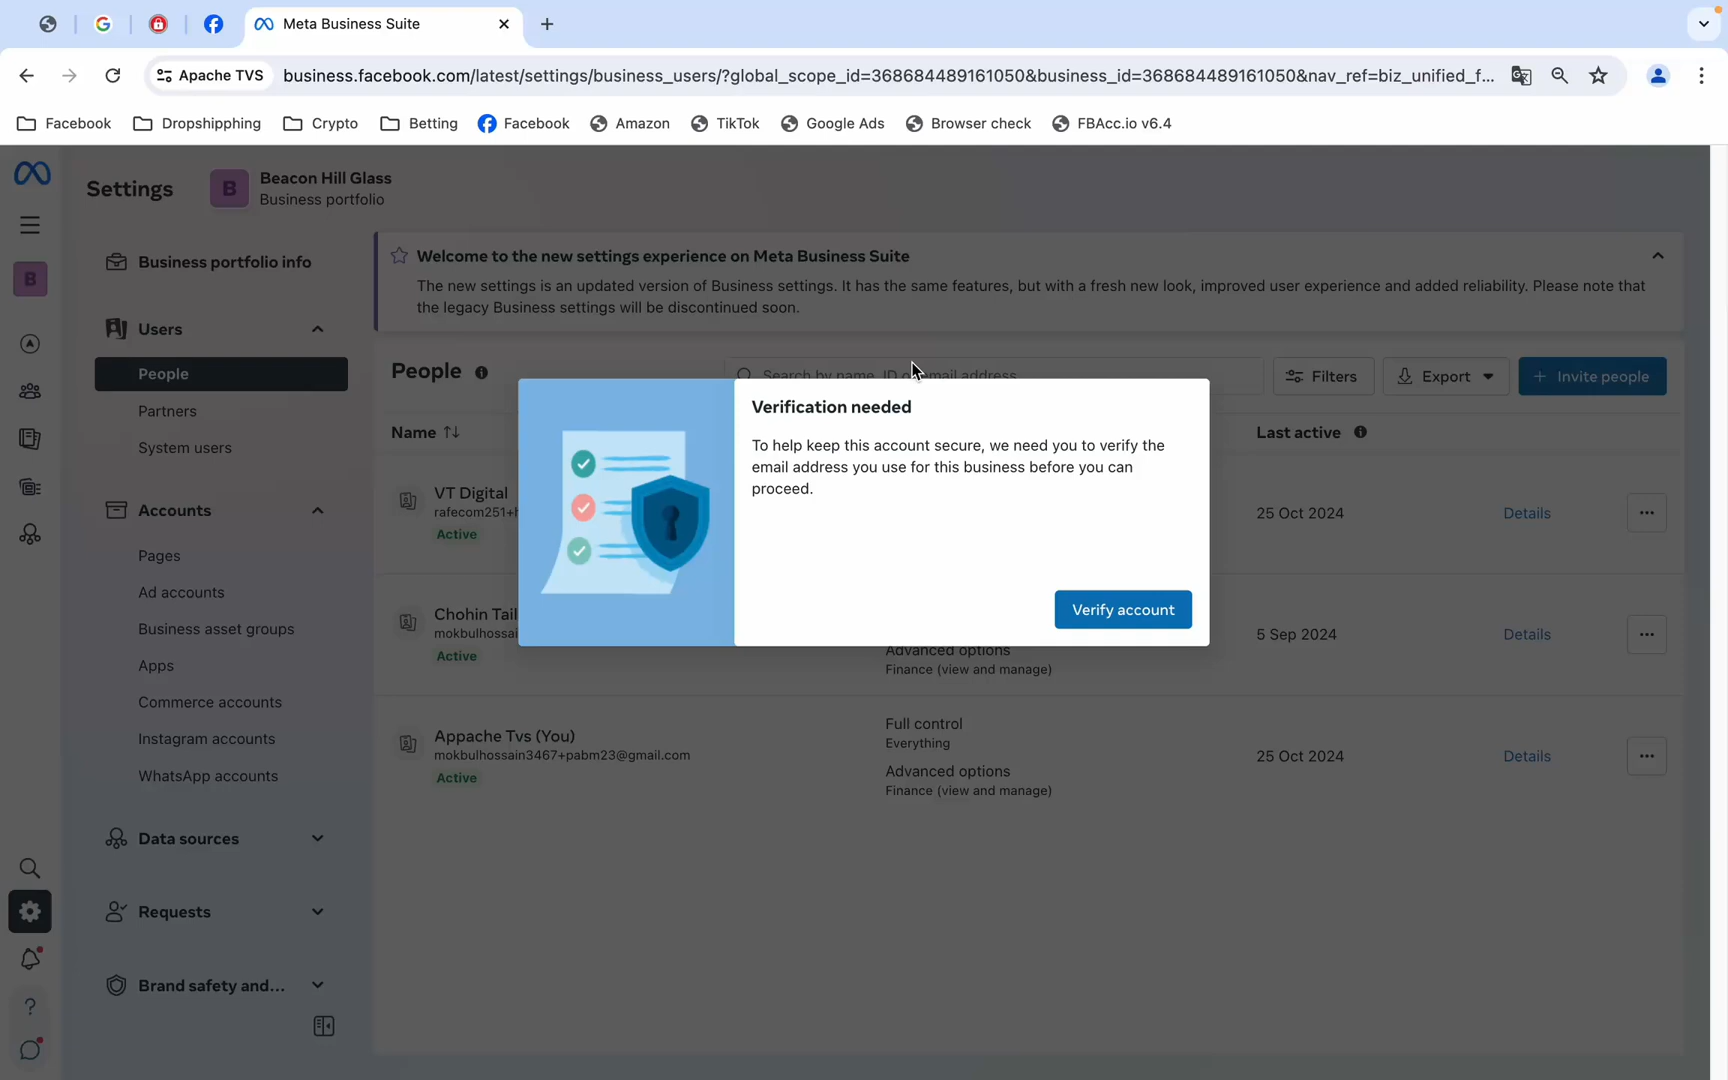 Meta Business Suite
Apache TVS
business.facebook.com/latest/settings/business_users/?global_scope_id=368684489161050&business_id=368684489161050&nav_ref=biz_unified_f...
Facebook
Dropshipphing
Crypto
Betting
Facebook
Amazon
TikTok
Google Ads
Browser check
FBAcc.io v6.4
Settings
B
Beacon Hill Glass
Business portfolio
B
Business portfolio info
Users
People
Partners
System users
Accounts
Pages
Ad accounts
Business asset groups
Apps
Commerce accounts
Instagram accounts
WhatsApp accounts
Data sources
Requests
Brand safety and...
Welcome to the new settings experience on Meta Business Suite
The new settings is an updated version of Business settings. It has the same features, but with a fresh new look, improved user experience and added reliability. Please note that
the legacy Business settings will be discontinued soon.
People
Search by name, ID or email address
Filters
Export
+ Invite people
Name
Last active
VT Digital
rafecom251+
Active
25 Oct 2024
Details
Chohin Tail
mokbulhossai
Active
Advanced options
Finance (view and manage)
5 Sep 2024
Details
Appache Tvs (You)
mokbulhossain3467+pabm23@gmail.com
Active
Full control
Everything
Advanced options
Finance (view and manage)
25 Oct 2024
Details
Verification needed
To help keep this account secure, we need you to verify the
email address you use for this business before you can
proceed.
Verify account